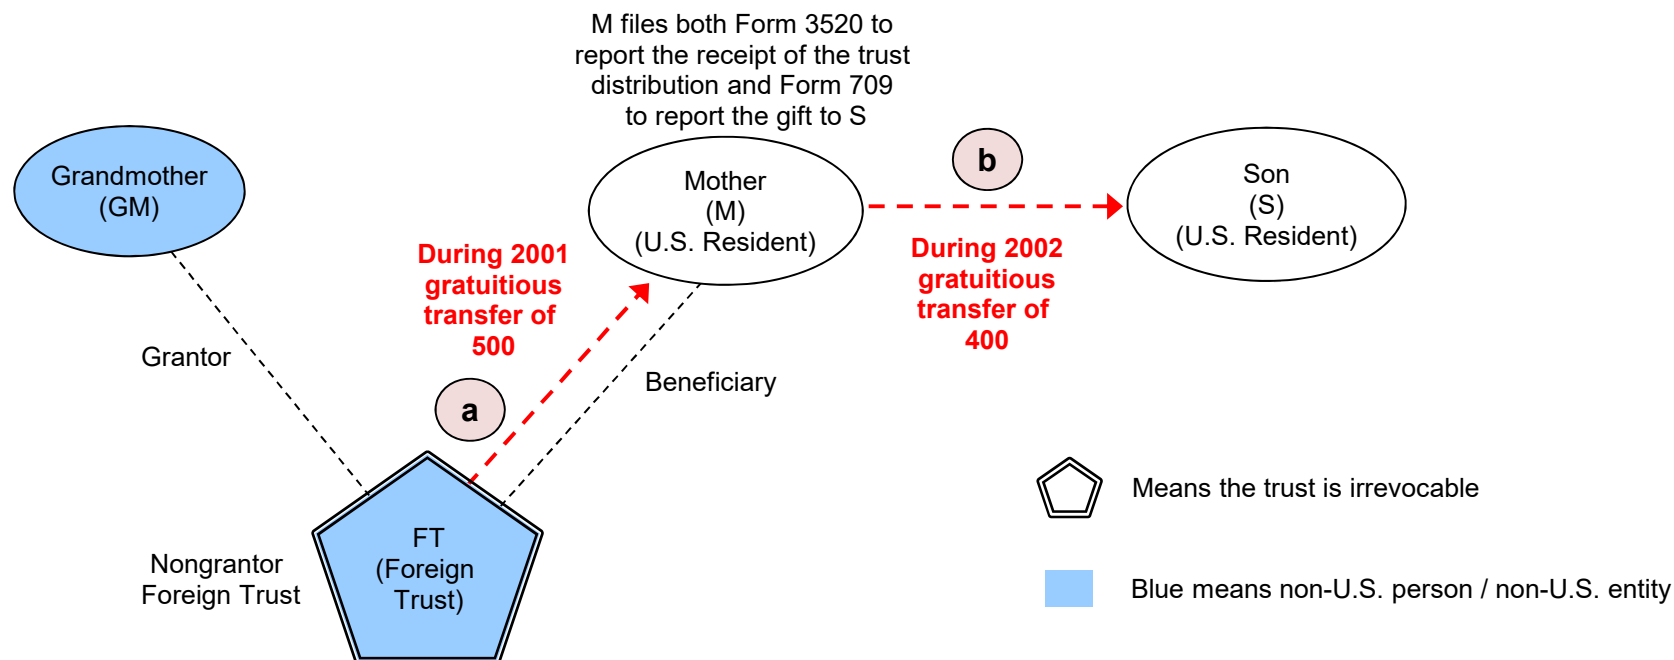 M files both Form 3520 to
report the receipt of the trust
distribution and Form 709
to report the gift to S
Grandmother
(GM)
Mother
(M)
(U.S. Resident)
b
Son
(S)
(U.S. Resident)
During 2001
gratuitious
transfer of
500
During 2002
gratuitious
transfer of
400
Grantor
a
Beneficiary
Means the trust is irrevocable
FT
(Foreign
Trust)
Nongrantor
Foreign Trust
Blue means non-U.S. person / non-U.S. entity